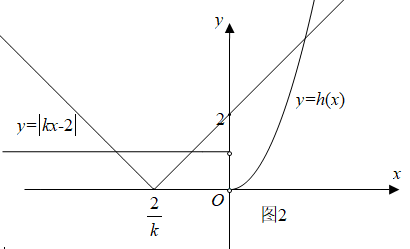 y
y=h(x)
2
y=|kx-2|
x
O
2/k
图2